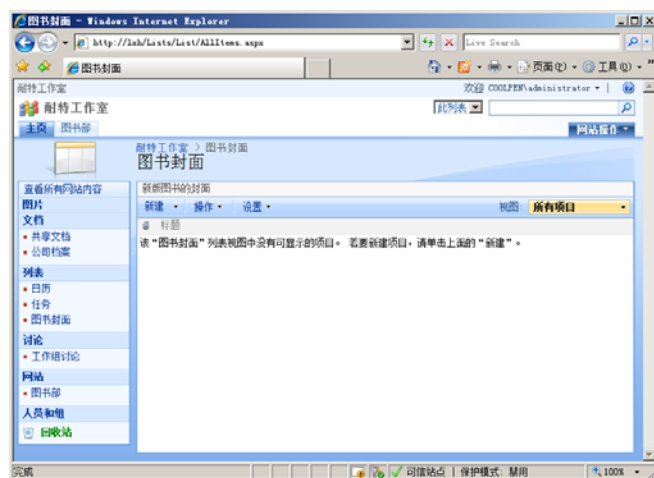 图书封面 - Windows Internet Explorer
http://lnh/Lists/List/AllItems.aspx
Live Search
图书封面
页面(P)
工具(O)
耐特工作室
欢迎 COOLPEN\administrator
耐特工作室
此列表
主页 图书部
网站操作
耐特工作室 > 图书封面
图书封面
查看所有网站内容
新版图书的封面
图片
新建 操作 设置
视图: 所有项目
文档
标题
共享文档
该“图书封面”列表视图中没有可显示的项目。 若要新建项目,请单击上面的“新建”。
公司档案
列表
日历
任务
图书封面
讨论
工作组讨论
网站
图书部
人员和组
回收站
完成
可信站点 | 保护模式: 禁用
100%